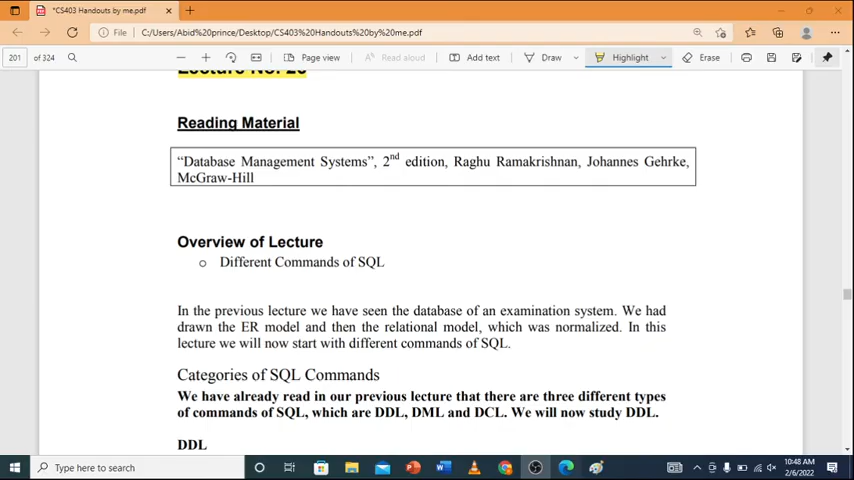 *CS403 Handouts by me.pdf
File
C:/Users/Abid%20prince/Desktop/CS403%20Handouts%20by%20me.pdf
201 of 324
Page view
Read aloud
Add text
Draw
Highlight
Erase
Lecture No. 26
Reading Material
“Database Management Systems”, 2nd edition, Raghu Ramakrishnan, Johannes Gehrke,
McGraw-Hill
Overview of Lecture
o Different Commands of SQL
In the previous lecture we have seen the database of an examination system. We had
drawn the ER model and then the relational model, which was normalized. In this
lecture we will now start with different commands of SQL.
Categories of SQL Commands
We have already read in our previous lecture that there are three different types
of commands of SQL, which are DDL, DML and DCL. We will now study DDL.
DDL
Type here to search
10:48 AM
2/6/2022